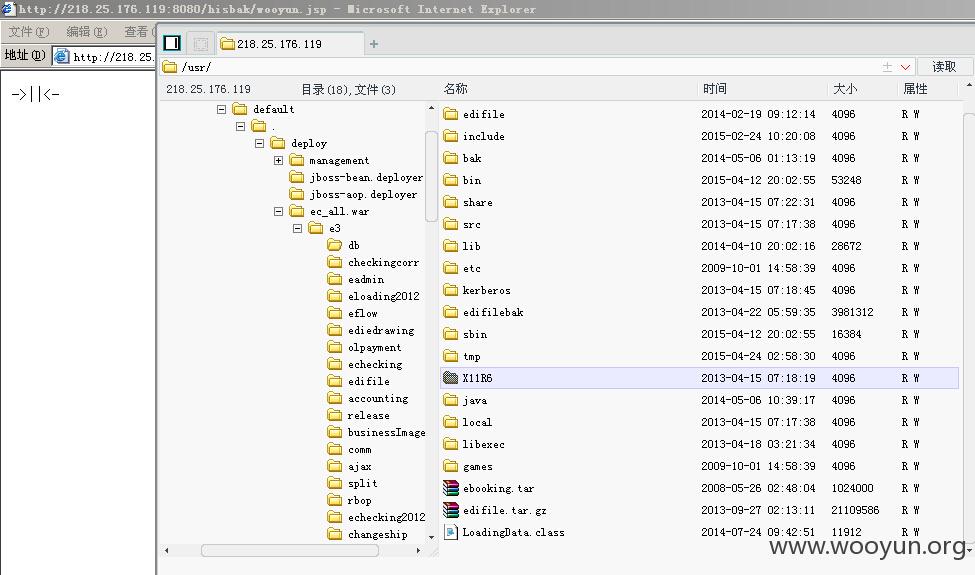 http://218.25.176.119:8080/hisbak/wooyun.jsp - Microsoft Internet Explorer
文件(F) 编辑(E) 查看(
地址(D) http://218.25.
->||<-
218.25.176.119 +
/usr/ 读取
218.25.176.119 目录(18),文件(3)
default
.
deploy
management
jboss-bean.deployer
jboss-aop.deployer
ec_all.war
e3
db
checkingcorr
eadmin
eloading2012
eflow
ediedrawing
olpayment
echecking
edifile
accounting
release
businessImage
comm
ajax
split
rbop
echecking2012
changeship
名称 时间 大小 属性
edifile 2014-02-19 09:12:14 4096 R W
include 2015-02-24 10:20:08 4096 R W
bak 2014-05-06 01:13:19 4096 R W
bin 2015-04-12 20:02:55 53248 R W
share 2013-04-15 07:22:31 4096 R W
src 2013-04-15 07:17:38 4096 R W
lib 2014-04-10 20:02:16 28672 R W
etc 2009-10-01 14:58:39 4096 R W
kerberos 2013-04-15 07:18:45 4096 R W
edifilebak 2013-04-22 05:59:35 3981312 R W
sbin 2015-04-12 20:02:55 16384 R W
tmp 2015-04-24 02:58:30 4096 R W
X11R6 2013-04-15 07:18:19 4096 R W
java 2014-05-06 10:39:17 4096 R W
local 2013-04-15 07:17:38 4096 R W
libexec 2013-04-18 03:21:34 4096 R W
games 2009-10-01 14:58:39 4096 R W
ebooking.tar 2008-05-26 02:48:04 1024000 R W
edifile.tar.gz 2013-09-27 02:13:11 21109586 R W
LoadingData.class 2014-07-24 09:42:51 11912 R W
www.wooyun.org